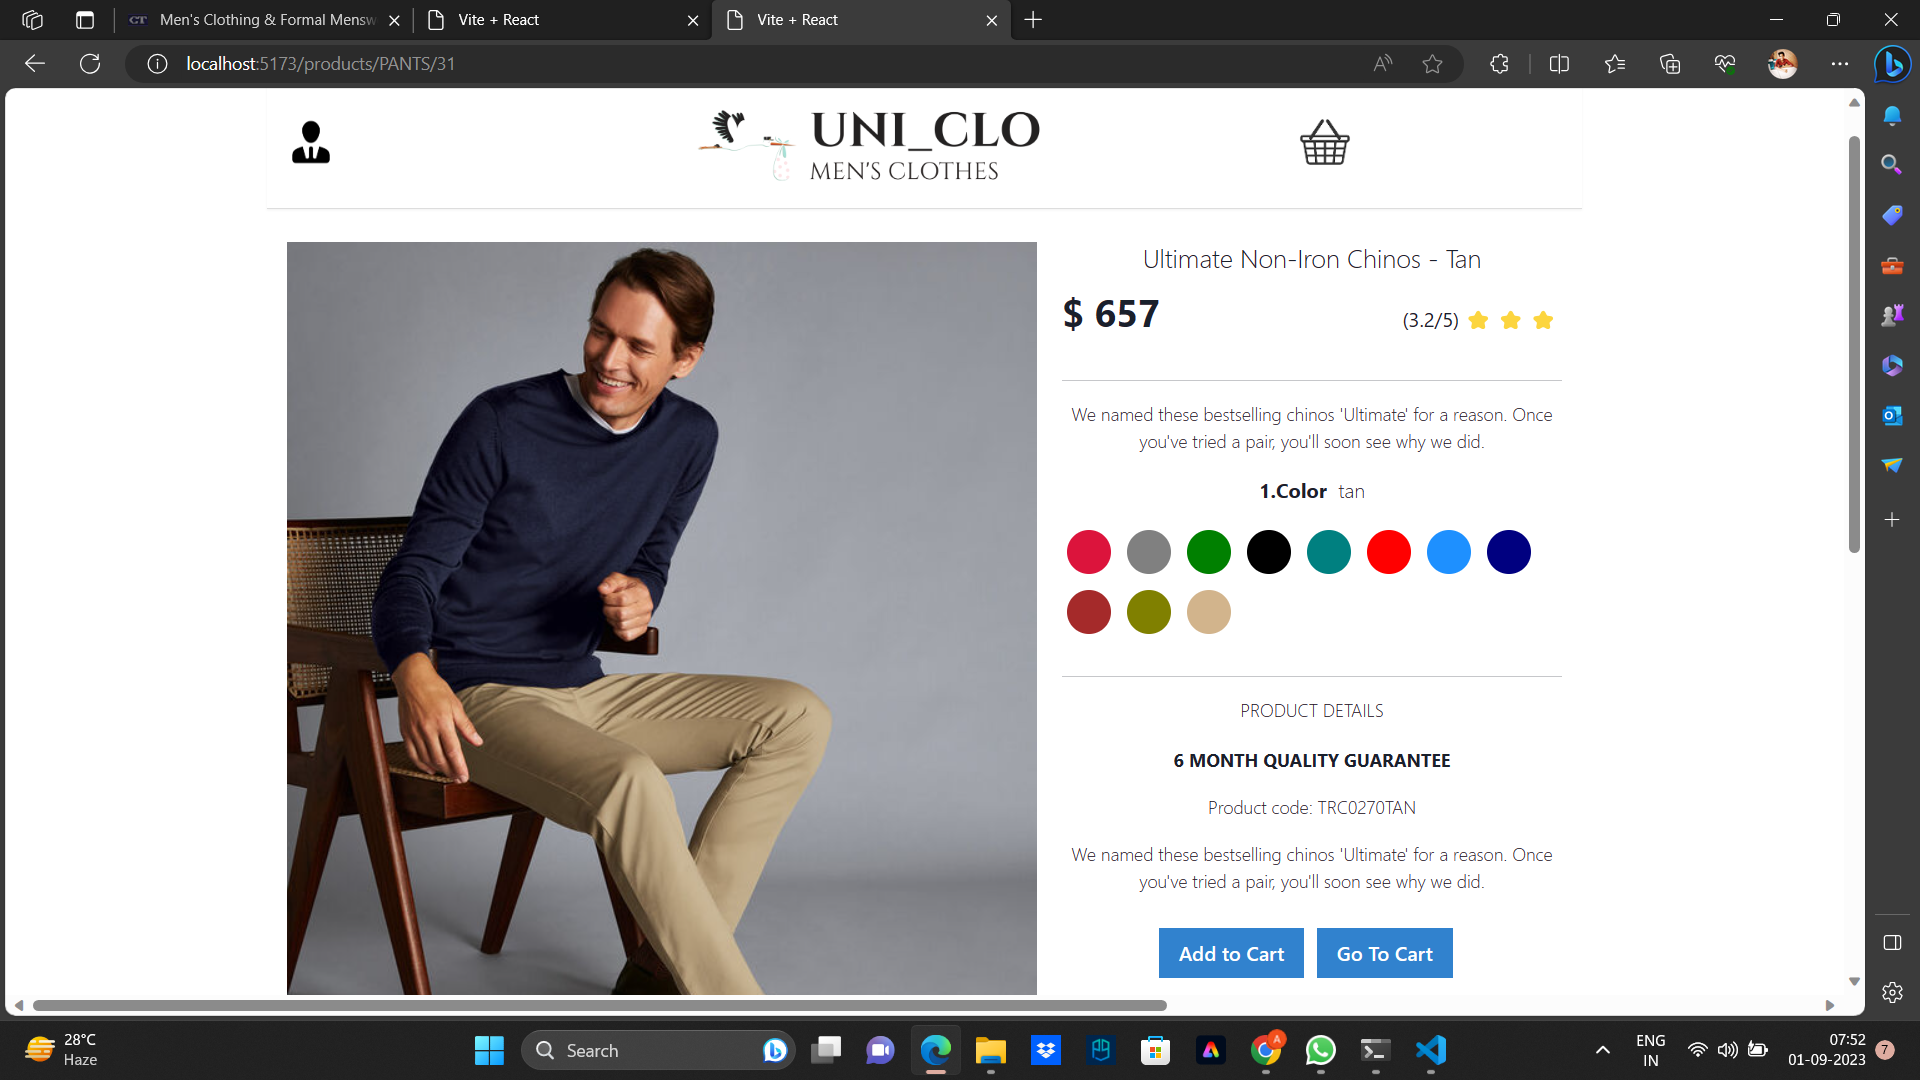 CT Men's Clothing & Formal Mensw
Vite + React
Vite + React
localhost:5173/products/PANTS/31
UNI_CLO
MEN'S CLOTHES
Ultimate Non-Iron Chinos - Tan
$ 657
(3.2/5)
We named these bestselling chinos 'Ultimate' for a reason. Once
you've tried a pair, you'll soon see why we did.
1.Color tan
PRODUCT DETAILS
6 MONTH QUALITY GUARANTEE
Product code: TRC0270TAN
We named these bestselling chinos 'Ultimate' for a reason. Once
you've tried a pair, you'll soon see why we did.
Add to Cart
Go To Cart
28°C
Haze
Search
A
ENG
IN
07:52
01-09-2023
7